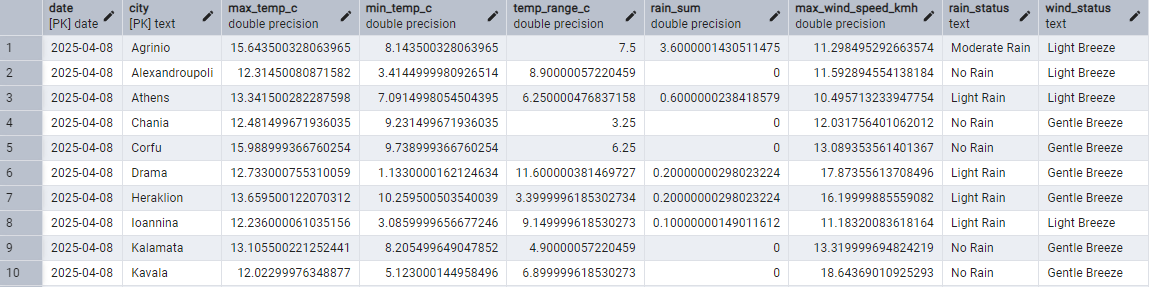 date city max_temp_c min_temp_c temp_range_c rain_sum max_wind_speed_kmh rain_status wind_status
[PK] date [PK] text double precision double precision double precision double precision double precision text text
1 2025-04-08 Agrinio 15.643500328063965 8.143500328063965 7.5 3.6000001430511475 11.298495292663574 Moderate Rain Light Breeze
2 2025-04-08 Alexandroupoli 12.31450080871582 3.4144999980926514 8.90000057220459 0 11.592894554138184 No Rain Light Breeze
3 2025-04-08 Athens 13.341500282287598 7.0914998054504395 6.250000476837158 0.6000000238418579 10.495713233947754 Light Rain Light Breeze
4 2025-04-08 Chania 12.481499671936035 9.231499671936035 3.25 0 12.031756401062012 No Rain Gentle Breeze
5 2025-04-08 Corfu 15.988999366760254 9.738999366760254 6.25 0 13.089353561401367 No Rain Gentle Breeze
6 2025-04-08 Drama 12.733000755310059 1.1330000162124634 11.600000381469727 0.20000000298023224 17.87355613708496 Light Rain Gentle Breeze
7 2025-04-08 Heraklion 13.659500122070312 10.259500503540039 3.3999996185302734 0.20000000298023224 16.19999885559082 Light Rain Gentle Breeze
8 2025-04-08 Ioannina 12.236000061035156 3.0859999656677246 9.149999618530273 0.10000000149011612 11.18320083618164 Light Rain Light Breeze
9 2025-04-08 Kalamata 13.105500221252441 8.205499649047852 4.90000057220459 0 13.319999694824219 No Rain Gentle Breeze
10 2025-04-08 Kavala 12.02299976348877 5.123000144958496 6.899999618530273 0 18.64369010925293 No Rain Gentle Breeze